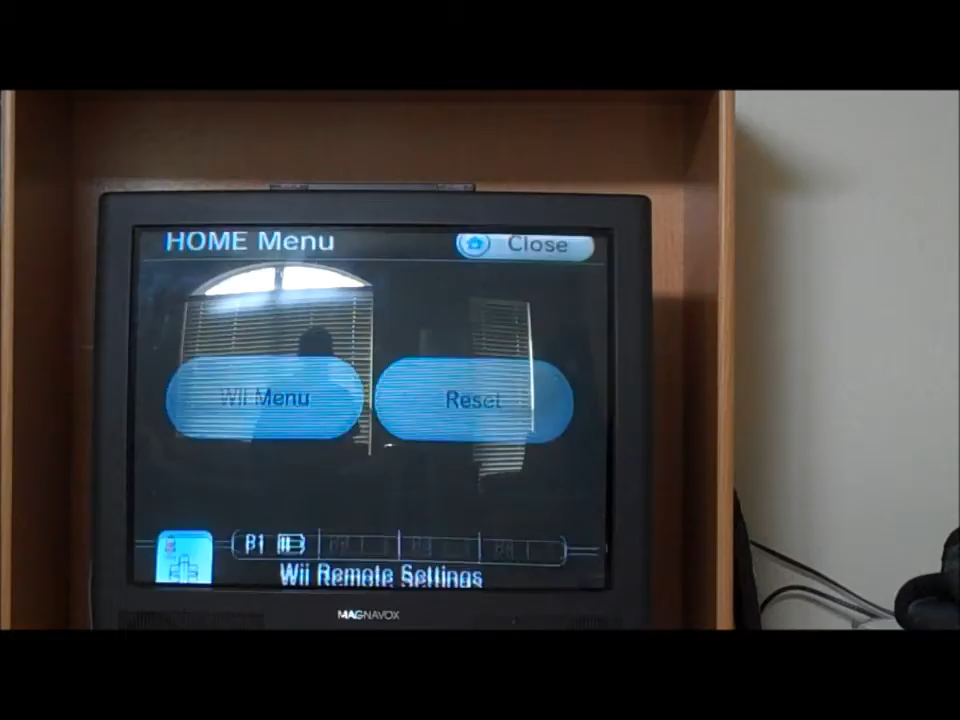 HOME Menu
Close
Wii Menu
Reset
P1
Wii Remote Settings
MAGNAVOX